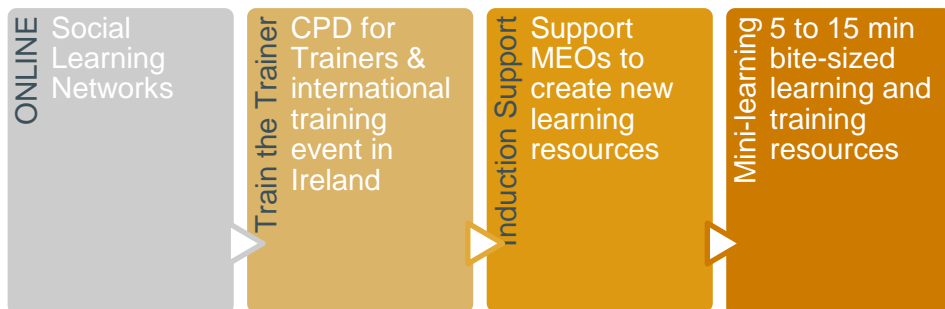 ONLINE
Social
Learning
Networks
Train the Trainer
CPD for
Trainers &
international
training
event in
Ireland
Induction Support
Support
MEOs to
create new
learning
resources
Mini-learning
5 to 15 min
bite-sized
learning and
training
resources